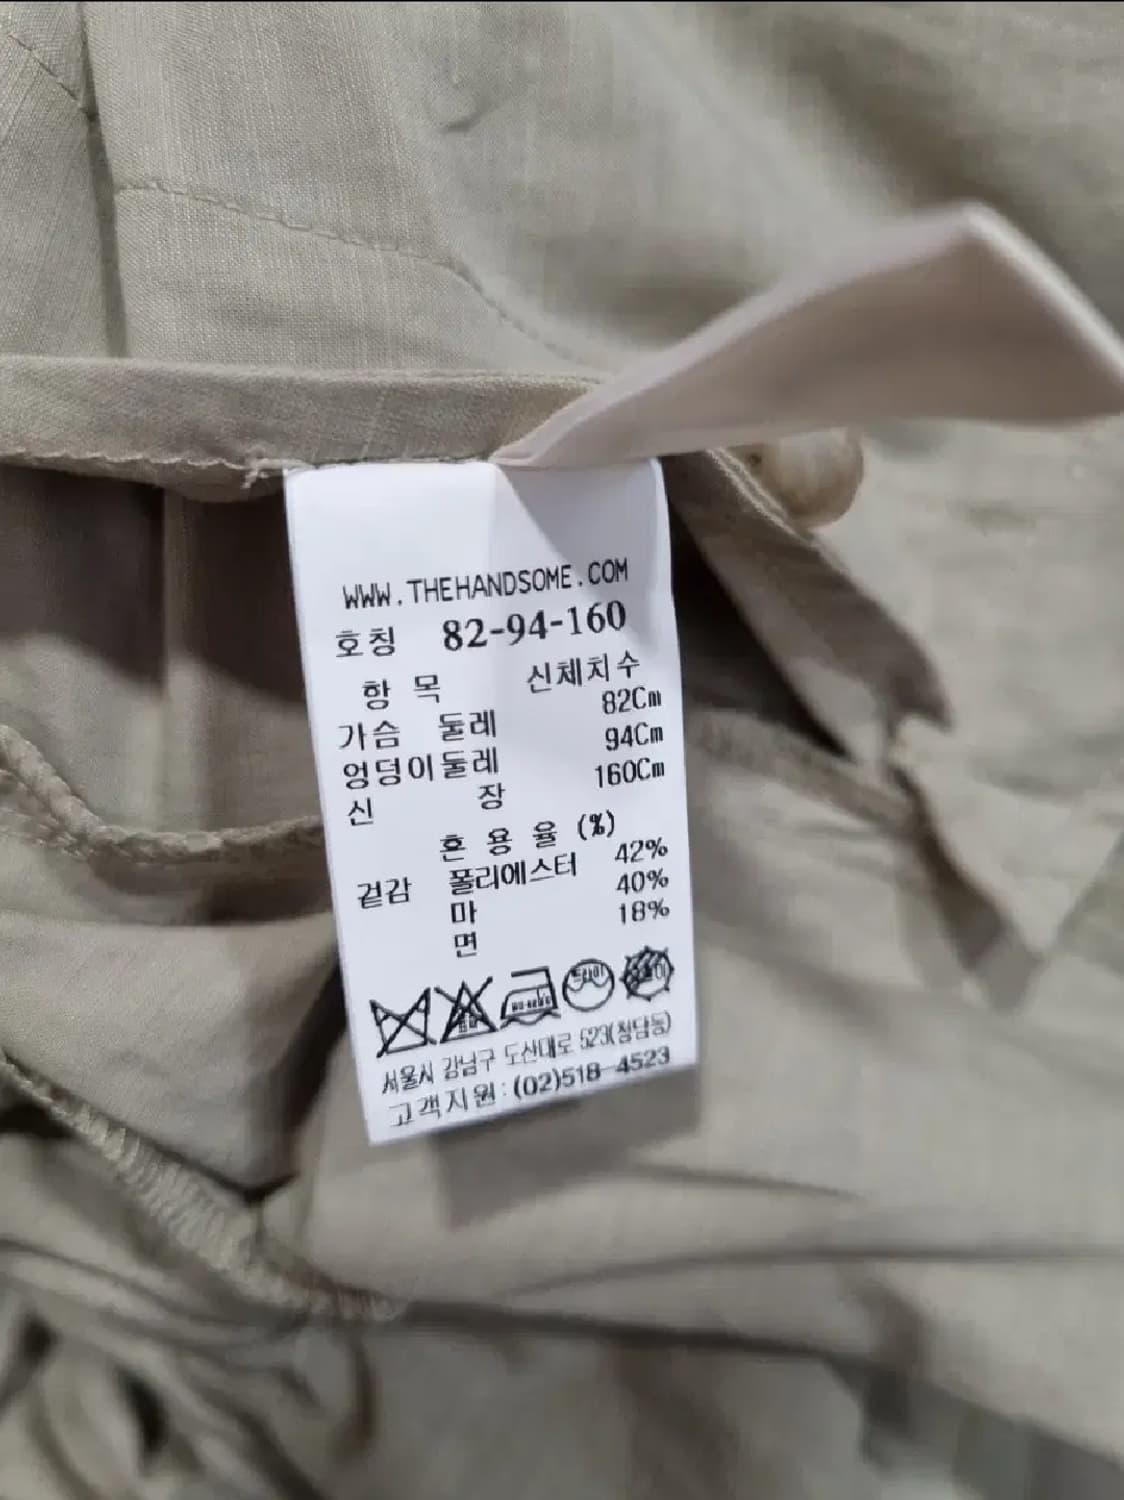 WWW.THEHANDSOME.COM
호칭 82-94-160
항 목 신체치수
가슴 둘레 82Cm
엉덩이둘레 94Cm
신 장 160Cm
혼 용 율 (%)
겉감 폴리에스터 42%
마 40%
면 18%
드라이
서울시 강남구 도산대로 523(청담동)
고객지원:(02)518-4523